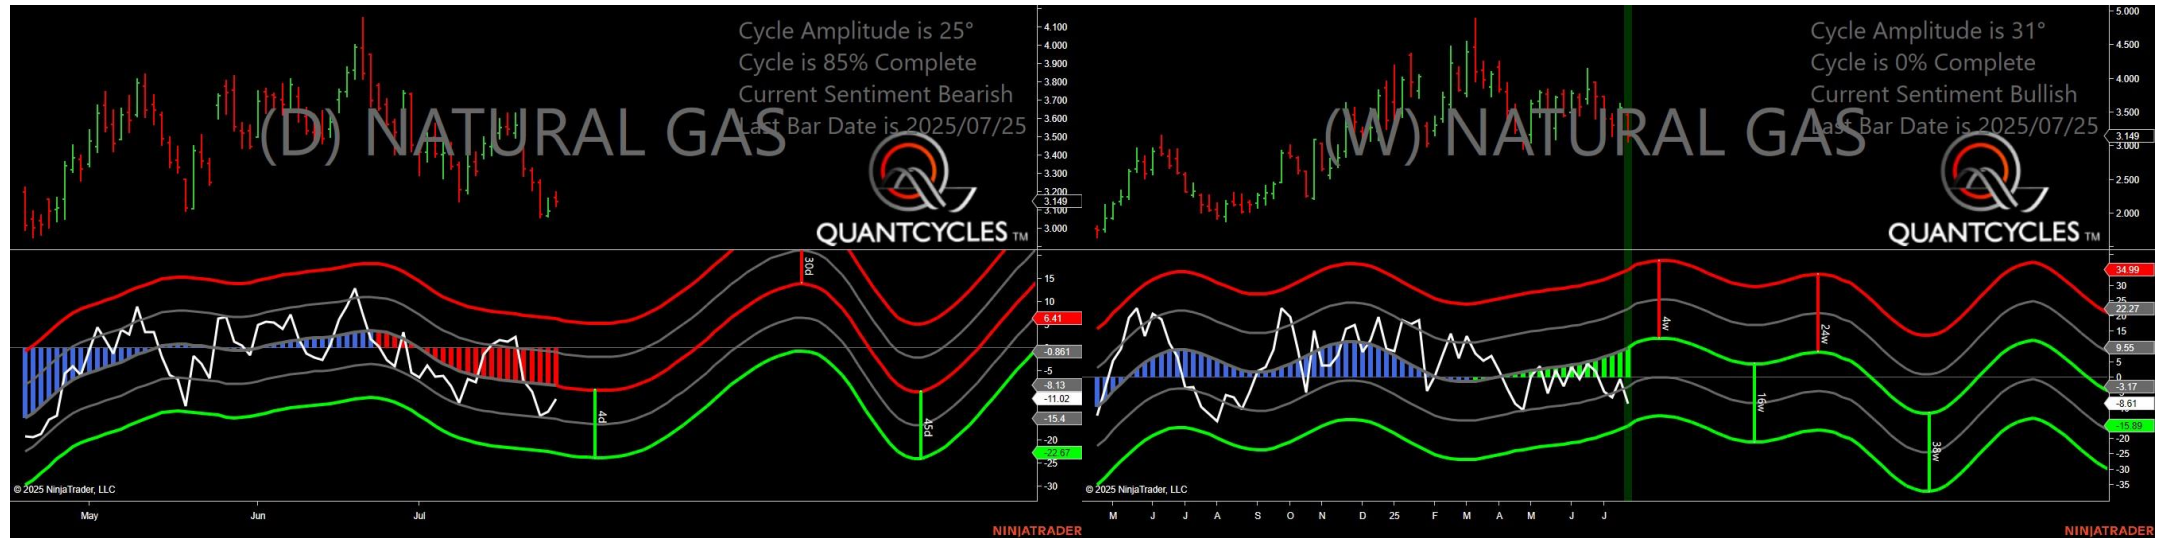 Cycle Amplitude is 25°
Cycle is 85% Complete
Current Sentiment Bearish
Last Bar Date is 2025/07/25
(D) NATURAL GAS
QUANTCYCLES TM
4.100
4.000
3.900
3.800
3.700
3.600
3.500
3.400
3.300
3.200
3.149
3.100
3.000
30d
4d
45d
15
10
6.41
-0.861
-5
-8.13
-11.02
-15.4
-20
-22.67
-25
-30
© 2025 NinjaTrader, LLC
May Jun Jul
NINJATRADER
Cycle Amplitude is 31°
Cycle is 0% Complete
Current Sentiment Bullish
Last Bar Date is 2025/07/25
(W) NATURAL GAS
QUANTCYCLES TM
5.000
4.500
4.000
3.500
3.149
3.000
2.500
2.000
4w
24w
16w
38w
34.99
30
25
22.27
20
15
9.55
5
0
-3.17
-8.61
-15.89
-20
-25
-30
-35
© 2025 NinjaTrader, LLC
M J J A S O N D 25 F M A M J J
NINJATRADER